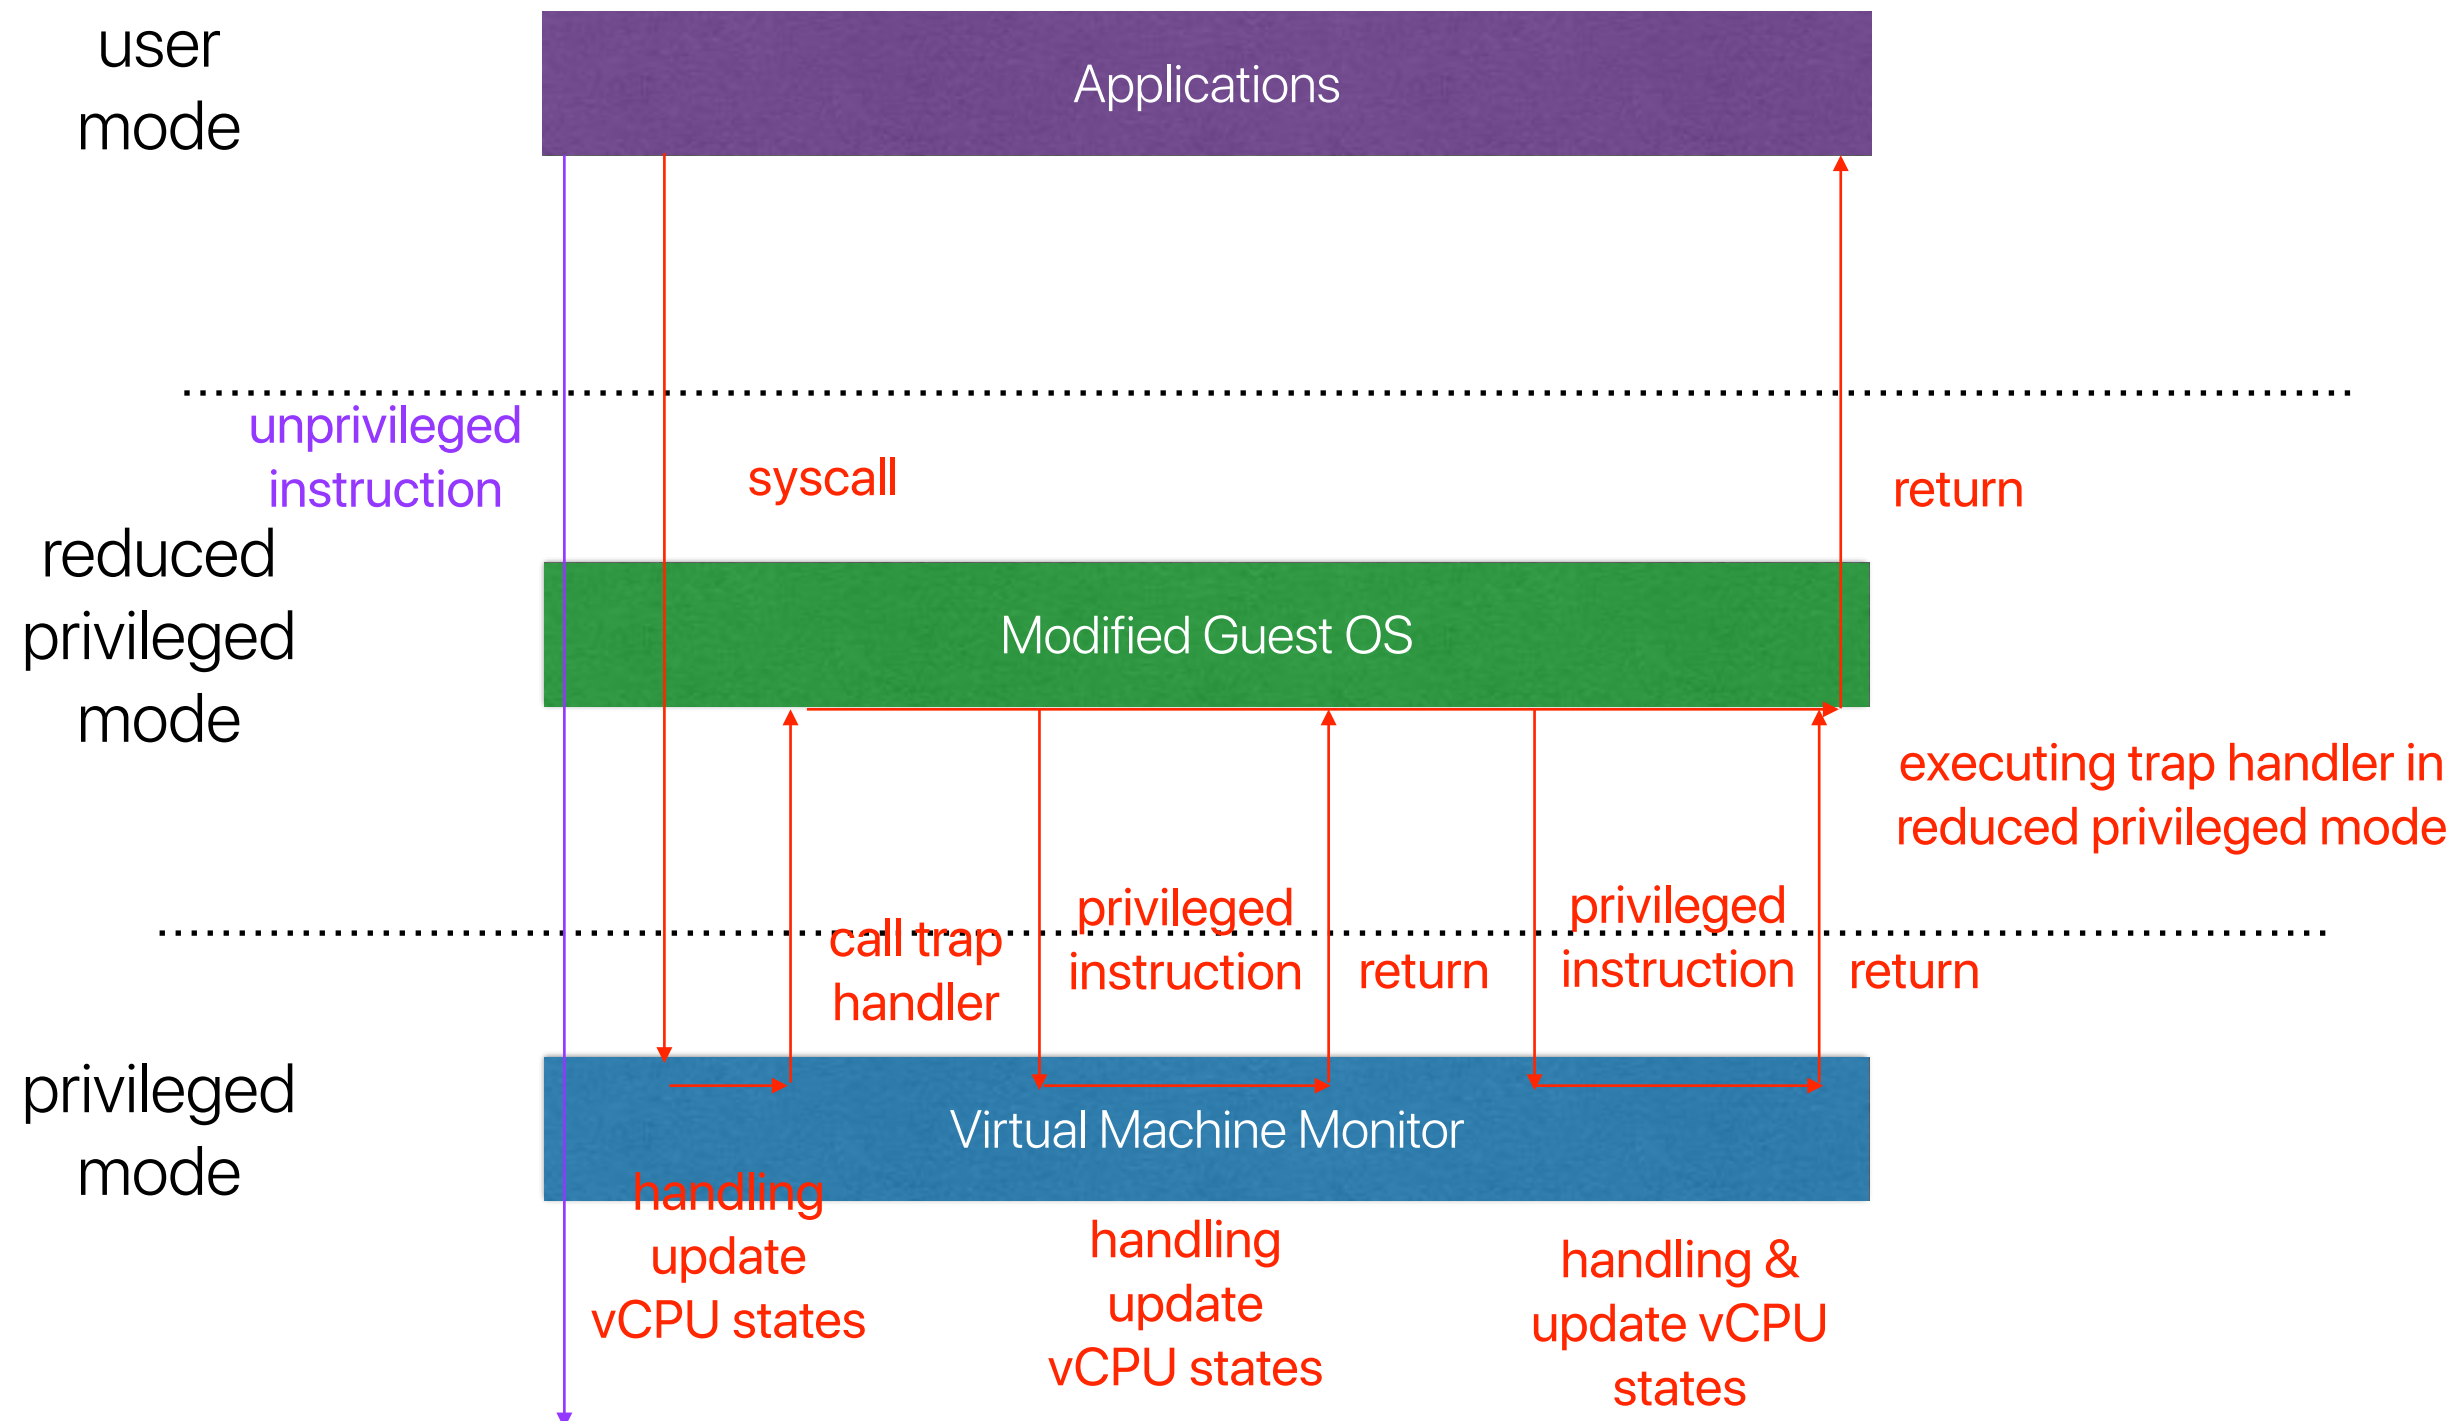 user
mode
Applications
unprivileged
instruction
syscall
return
reduced
privileged
mode
Modified Guest OS
executing trap handler in
reduced privileged mode
call trap
handler
privileged
instruction
return
privileged
instruction
return
privileged
mode
Virtual Machine Monitor
handling
update
vCPU states
handling
update
vCPU states
handling &
update vCPU
states